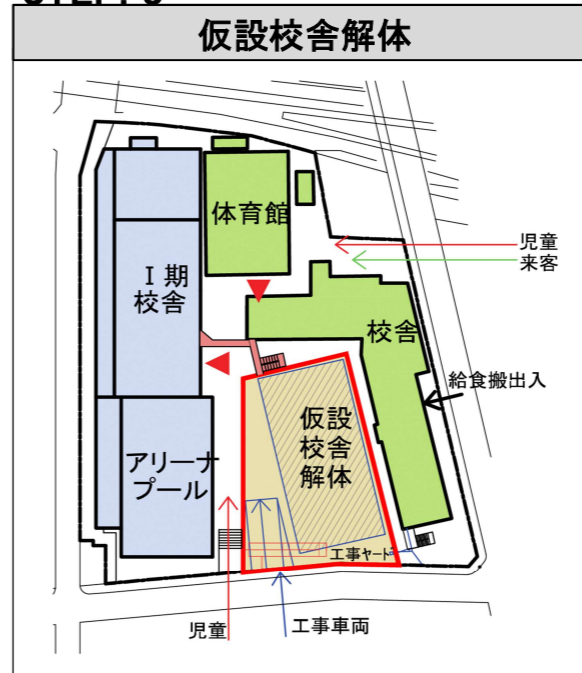 仮設校舎解体
体育館
児童
来客
Ⅰ期
校舎
校舎
給食搬出入
仮設
校舎
解体
アリーナ
プール
工事ヤード
児童
工事車両